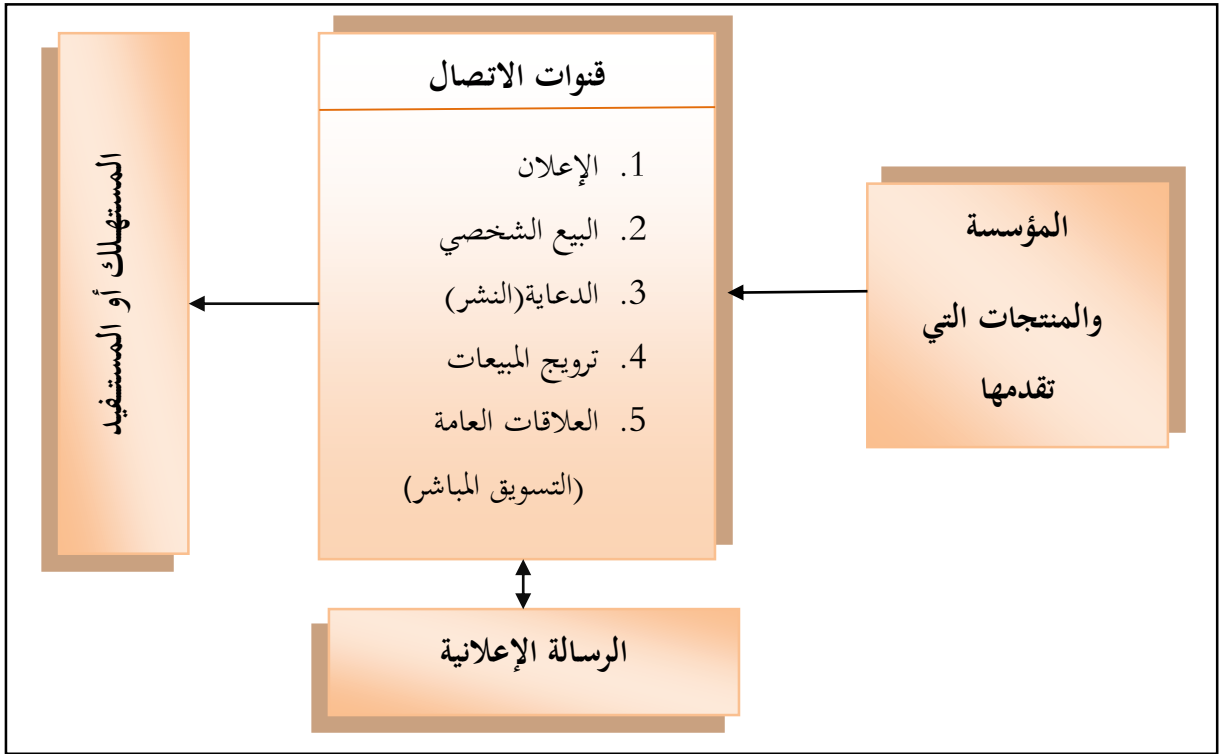 المؤسسة
والمنتجات التي
تقدمها
قنوات الاتصال
1. الإعلان
2. البيع الشخصي
3. الدعاية(النشر)
4. ترويج المبيعات
5. العلاقات العامة
(التسويق المباشر)
المستهلك أو المستفيد
الرسالة الإعلانية